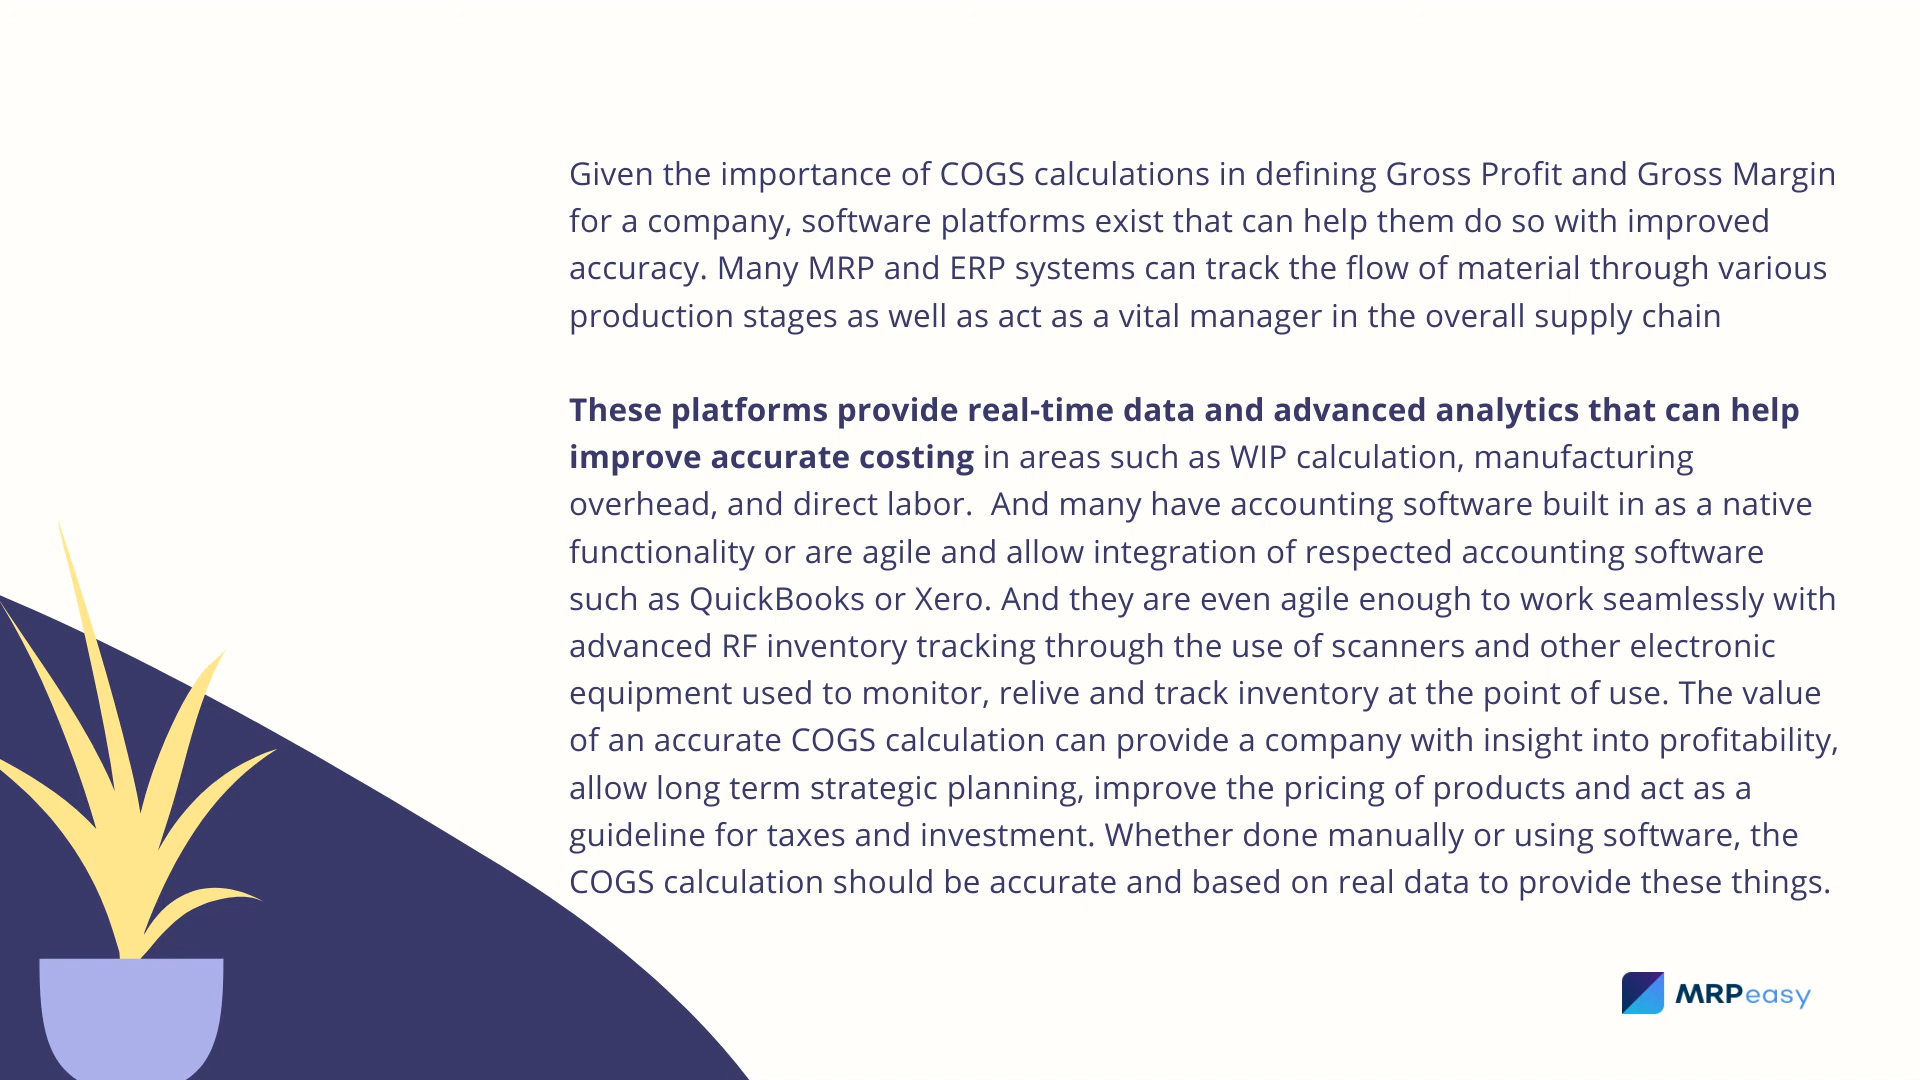 Given the importance of COGS calculations in defining Gross Profit and Gross Margin
for a company, software platforms exist that can help them do so with improved
accuracy. Many MRP and ERP systems can track the flow of material through various
production stages as well as act as a vital manager in the overall supply chain
These platforms provide real-time data and advanced analytics that can help
improve accurate costing in areas such as WIP calculation, manufacturing
overhead, and direct labor.  And many have accounting software built in as a native
functionality or are agile and allow integration of respected accounting software
such as QuickBooks or Xero. And they are even agile enough to work seamlessly with
advanced RF inventory tracking through the use of scanners and other electronic
equipment used to monitor, relive and track inventory at the point of use. The value
of an accurate COGS calculation can provide a company with insight into profitability,
allow long term strategic planning, improve the pricing of products and act as a
guideline for taxes and investment. Whether done manually or using software, the
COGS calculation should be accurate and based on real data to provide these things.
MRPeasy